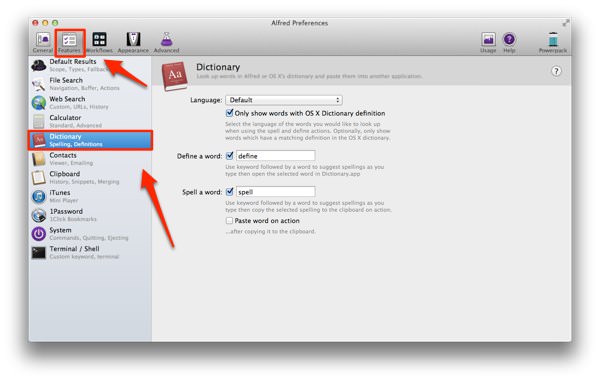 Alfred Preferences
General
Features
Workflows
Appearance
Advanced
Usage
Help
Powerpack
Default Results
Scope, Types, Fallbac
File Search
Navigation, Buffer, Actions
Web Search
Custom, URLs, History
Calculator
Standard, Advanced
Dictionary
Spelling, Definitions
Contacts
Viewer, Emailing
Clipboard
History, Snippets, Merging
iTunes
Mini Player
1Password
1Click Bookmarks
System
Commands, Quitting, Ejecting
Terminal / Shell
Custom keyword, terminal
Aa
Dictionary
Look up words in Alfred or OS X's dictionary and paste them into another application.
?
Language: Default
Only show words with OS X Dictionary definition
Select the language of the words you would like to look up
when using the spell and define actions. Optionally, only show
words which have a matching definition in the OS X dictionary.
Define a word: define
Use keyword followed by a word to suggest spellings as you
type then open the selected word in Dictionary.app
Spell a word: spell
Use keyword followed by a word to suggest spellings as you
type then copy the selected spelling to the clipboard on action.
Paste word on action
...after copying it to the clipboard.